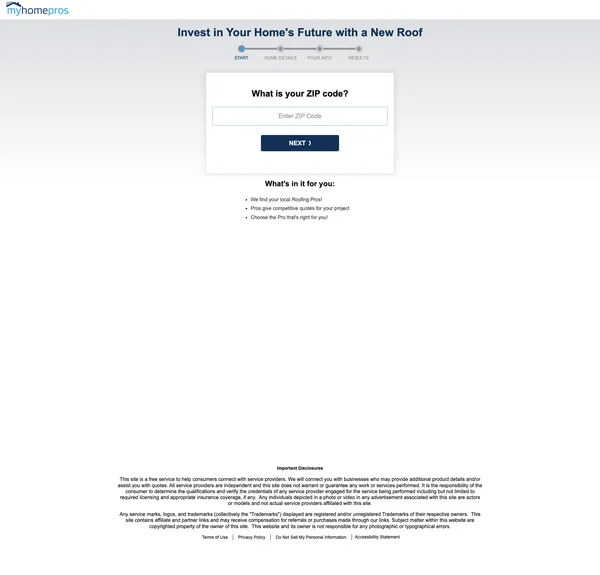 myhomepros
Invest in Your Home's Future with a New Roof
START HOME DETAILS YOUR INFO RESULTS
What is your ZIP code?
Enter ZIP Code
NEXT ⟩
What's in it for you:
• We find your local Roofing Pros!
• Pros give competitive quotes for your project
• Choose the Pro that's right for you!
Important Disclosures
This site is a free service to help consumers connect with service providers. We will connect you with businesses who may provide additional product details and/or
assist you with quotes. All service providers are independent and this site does not warrant or guarantee any work or services performed. It is the responsibility of the
consumer to determine the qualifications and verify the credentials of any service provider engaged for the service being performed including but not limited to
required licensing and appropriate insurance coverage, if any. Any individuals depicted in a photo or video in any advertisement associated with this site are actors
or models and not actual service providers affiliated with this site.
Any service marks, logos, and trademarks (collectively the "Trademarks") displayed are registered and/or unregistered Trademarks of their respective owners. This
site contains affiliate and partner links and may receive compensation for referrals or purchases made through our links. Subject matter within this website are
copyrighted property of the owner of this site. This website and its owner is not responsible for any photographic or typographical errors.
Terms of Use | Privacy Policy | Do Not Sell My Personal Information | Accessibility Statement